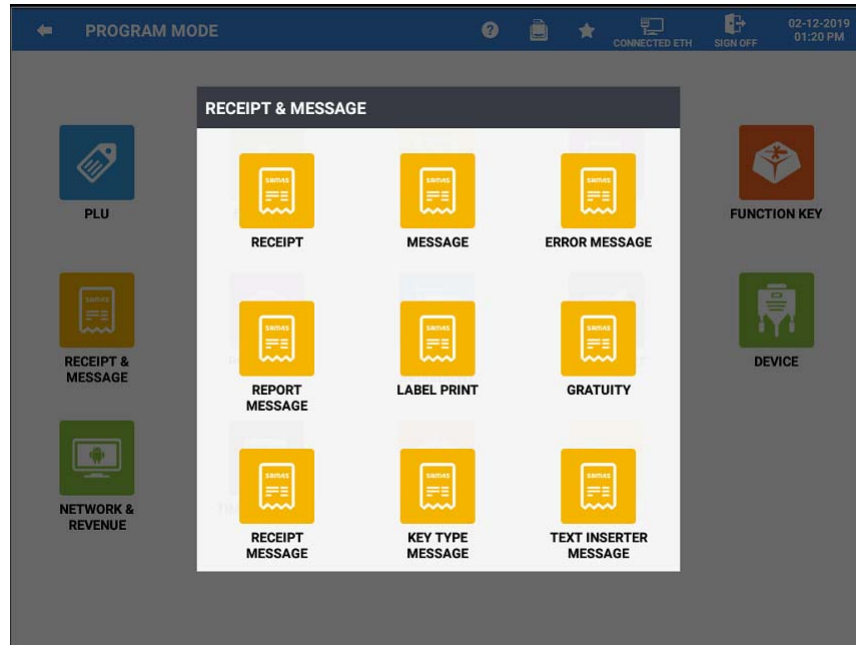 PROGRAM MODE
?
CONNECTED ETH
SIGN OFF
02-12-2019
01:20 PM
RECEIPT & MESSAGE
PLU
RECEIPT
MESSAGE
ERROR MESSAGE
FUNCTION KEY
RECEIPT &
MESSAGE
REPORT
MESSAGE
LABEL PRINT
GRATUITY
DEVICE
NETWORK &
REVENUE
RECEIPT
MESSAGE
KEY TYPE
MESSAGE
TEXT INSERTER
MESSAGE